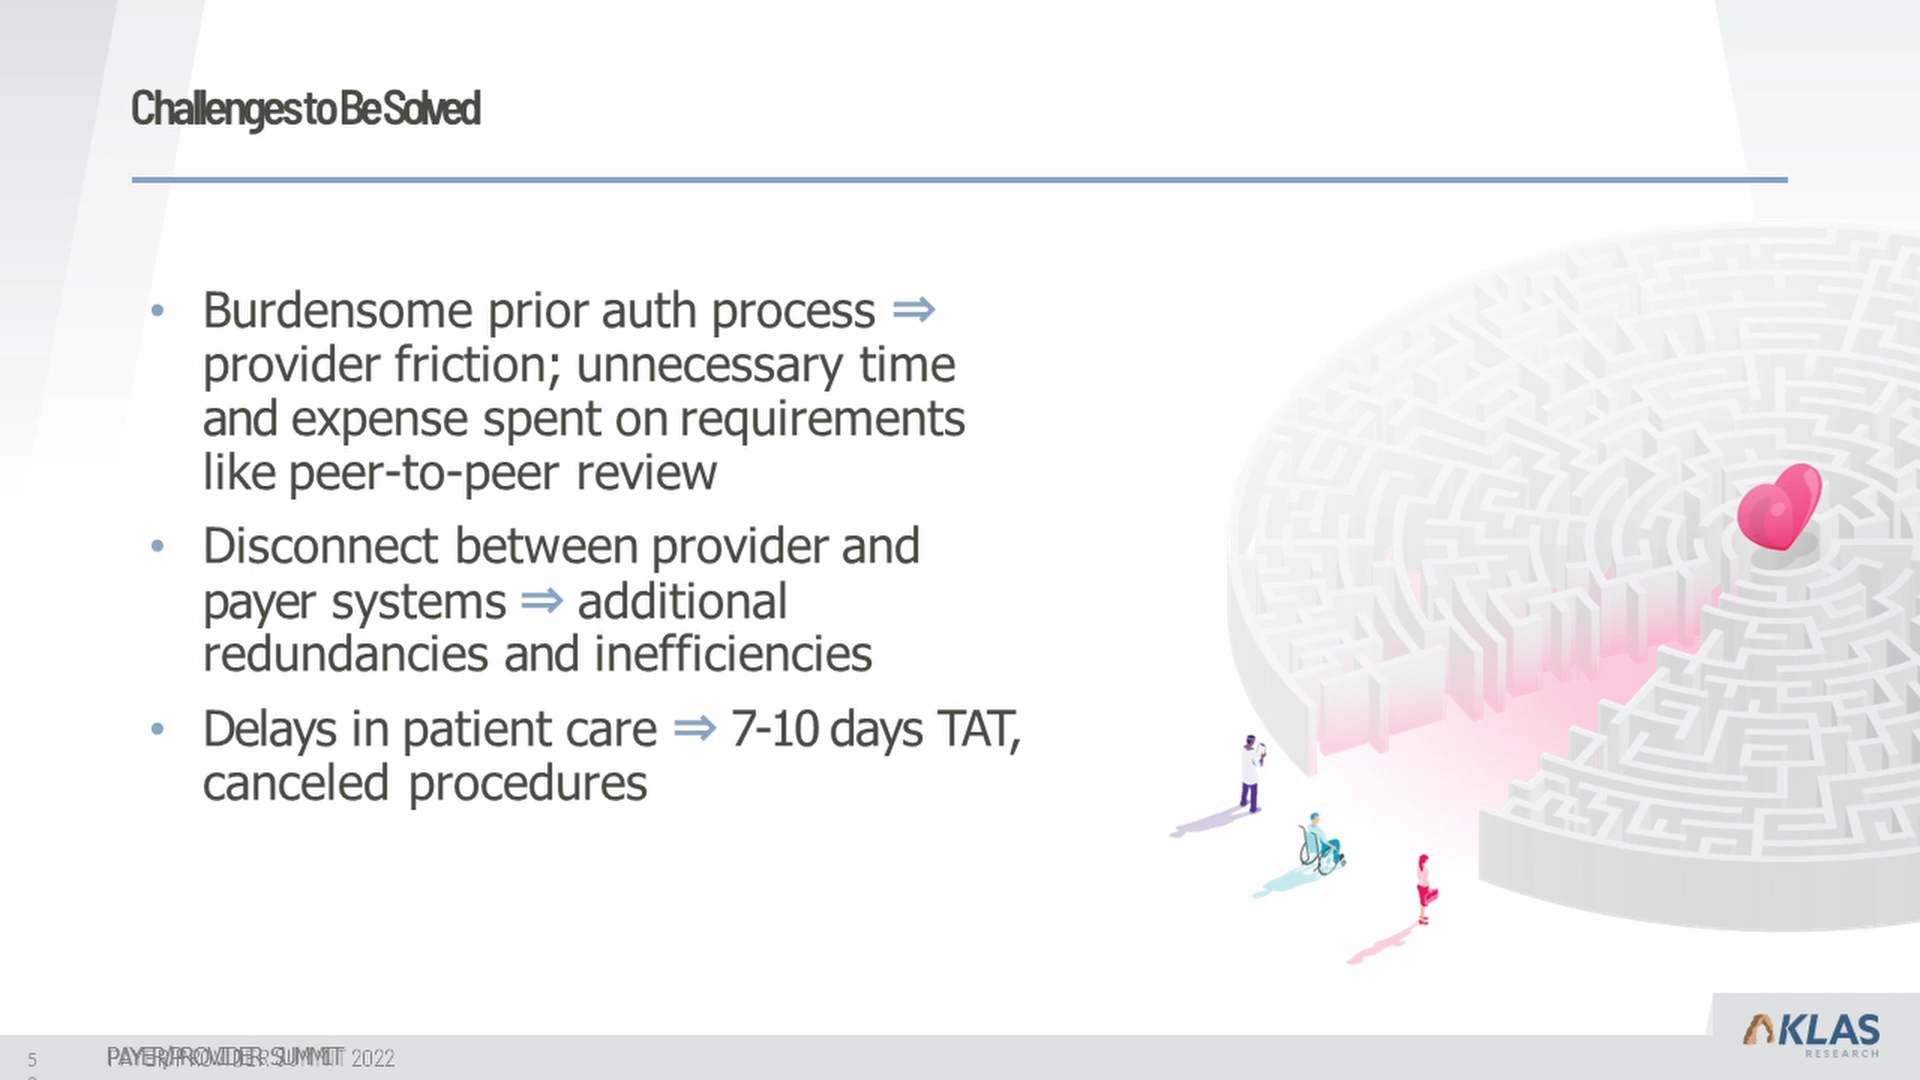 Challenges to Be Solved
• Burdensome prior auth process ⇒
provider friction; unnecessary time
and expense spent on requirements
like peer-to-peer review
• Disconnect between provider and
payer systems ⇒ additional
redundancies and inefficiencies
• Delays in patient care ⇒ 7-10 days TAT,
canceled procedures
5
PAYER/PROVIDER SUMMIT 2022
KLAS
RESEARCH